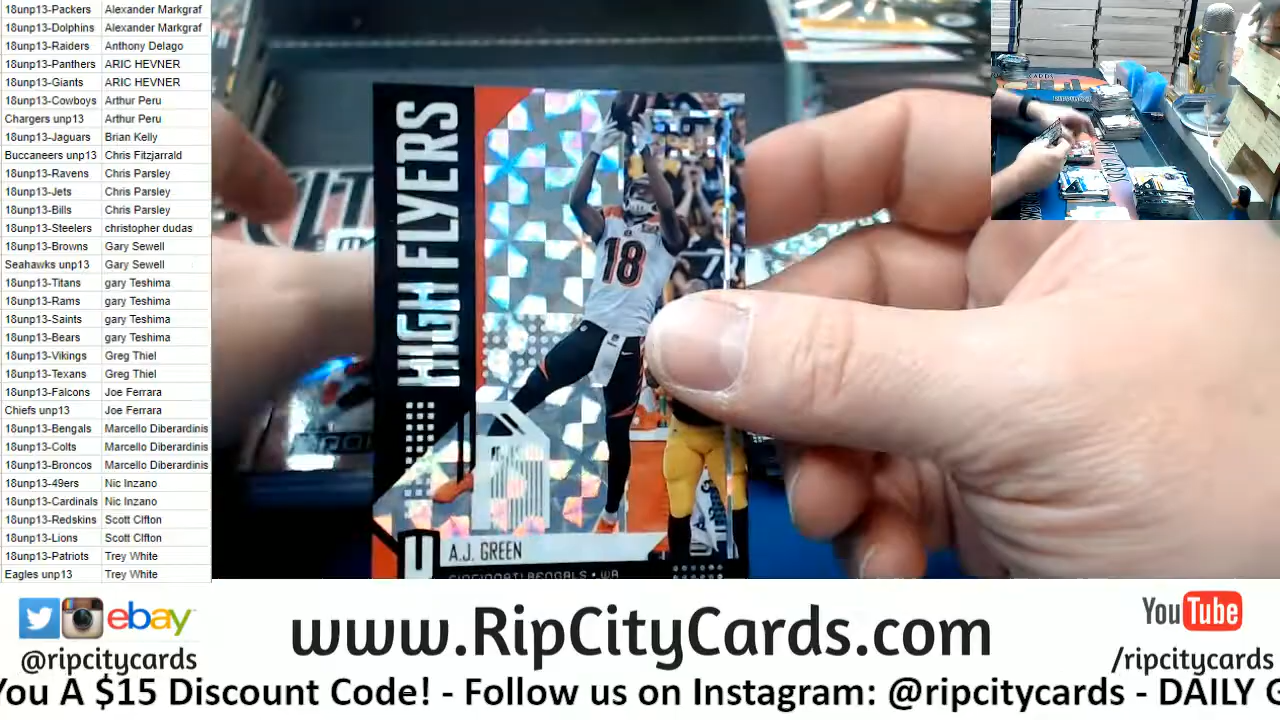 18unp13-Packers Alexander Markgraf
18unp13-Dolphins Alexander Markgraf
18unp13-Raiders Anthony Delago
18unp13-Panthers ARIC HEVNER
18unp13-Giants ARIC HEVNER
18unp13-Cowboys Arthur Peru
Chargers unp13 Arthur Peru
18unp13-Jaguars Brian Kelly
Buccaneers unp13 Chris Fitzjarrald
18unp13-Ravens Chris Parsley
18unp13-Jets Chris Parsley
18unp13-Bills Chris Parsley
18unp13-Steelers christopher dudas
18unp13-Browns Gary Sewell
Seahawks unp13 Gary Sewell
18unp13-Titans gary Teshima
18unp13-Rams gary Teshima
18unp13-Saints gary Teshima
18unp13-Bears gary Teshima
18unp13-Vikings Greg Thiel
18unp13-Texans Greg Thiel
18unp13-Falcons Joe Ferrara
Chiefs unp13 Joe Ferrara
18unp13-Bengals Marcello Diberardinis
18unp13-Colts Marcello Diberardinis
18unp13-Broncos Marcello Diberardinis
18unp13-49ers Nic Inzano
18unp13-Cardinals Nic Inzano
18unp13-Redskins Scott Clfton
18unp13-Lions Scott Clfton
18unp13-Patriots Trey White
Eagles unp13 Trey White
HIGH FLYERS
18
A.J. GREEN
CINCINNATI BENGALS • WR
ebay
@ripcitycards
www.RipCityCards.com
YouTube
/ripcitycards
You A $15 Discount Code! - Follow us on Instagram: @ripcitycards - DAILY G